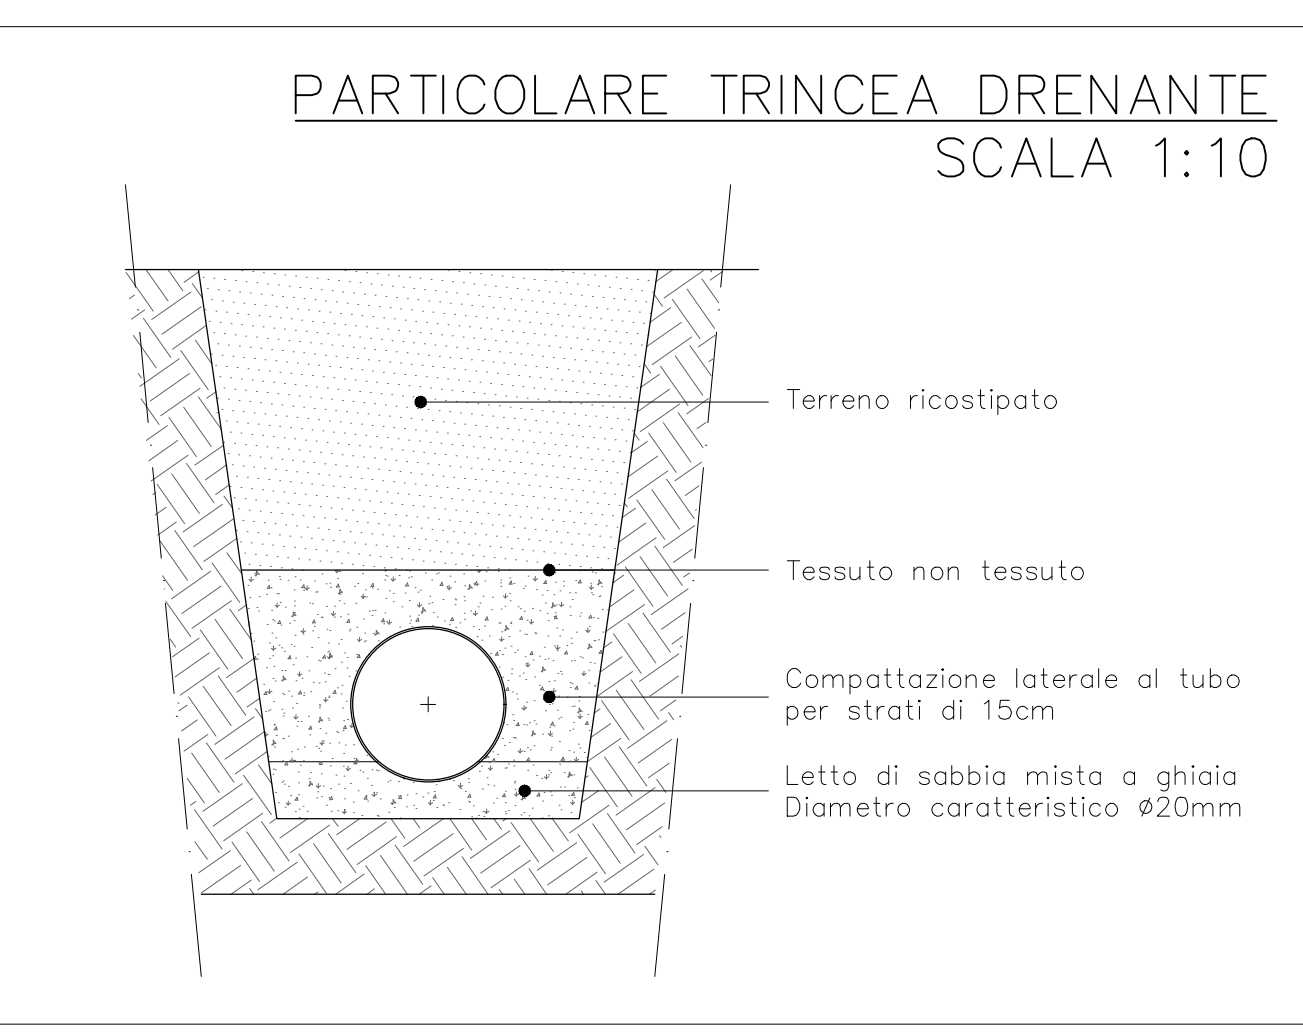 PARTICOLARE TRINCEA DRENANTE
SCALA 1:10
Terreno ricostipato
Tessuto non tessuto
Compattazione laterale al tubo
per strati di 15cm
Letto di sabbia mista a ghiaia
Diametro caratteristico Ø20mm